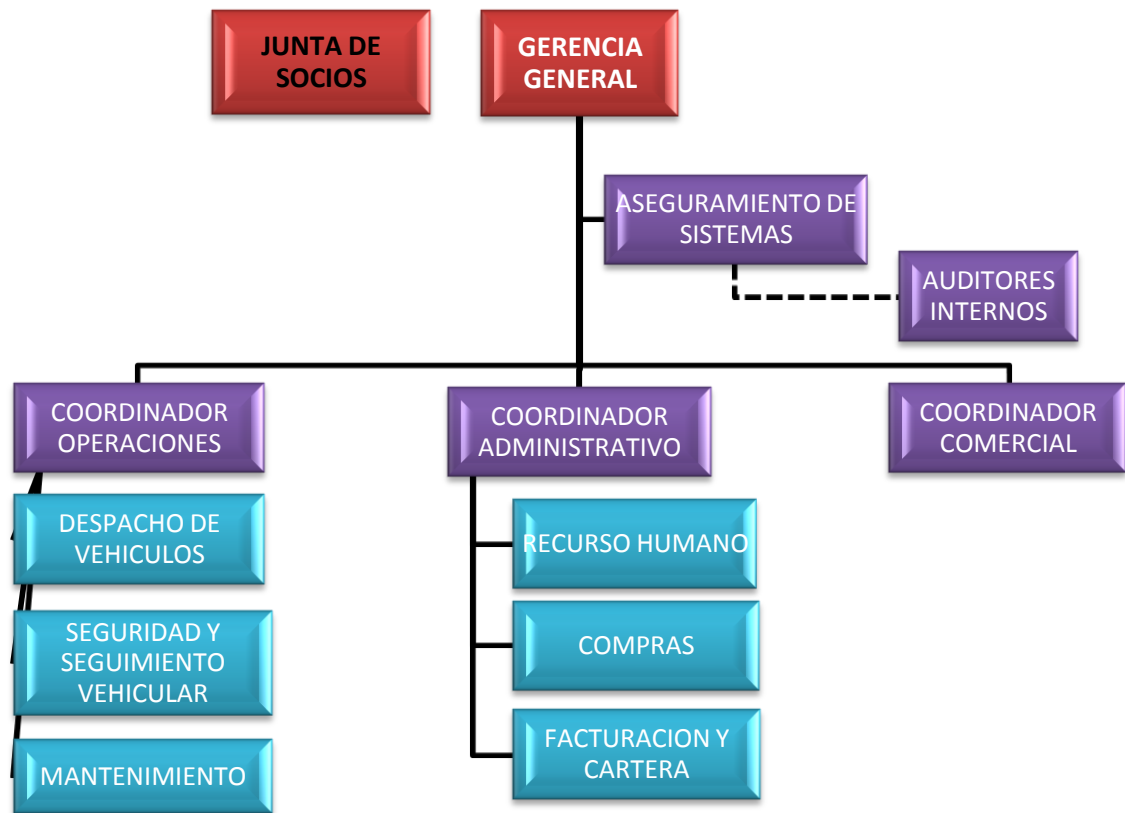 JUNTA DE
SOCIOS
GERENCIA
GENERAL
ASEGURAMIENTO DE
SISTEMAS
AUDITORES
INTERNOS
COORDINADOR
OPERACIONES
COORDINADOR
ADMINISTRATIVO
COORDINADOR
COMERCIAL
DESPACHO DE
VEHICULOS
SEGURIDAD Y
SEGUIMIENTO
VEHICULAR
MANTENIMIENTO
RECURSO HUMANO
COMPRAS
FACTURACION Y
CARTERA